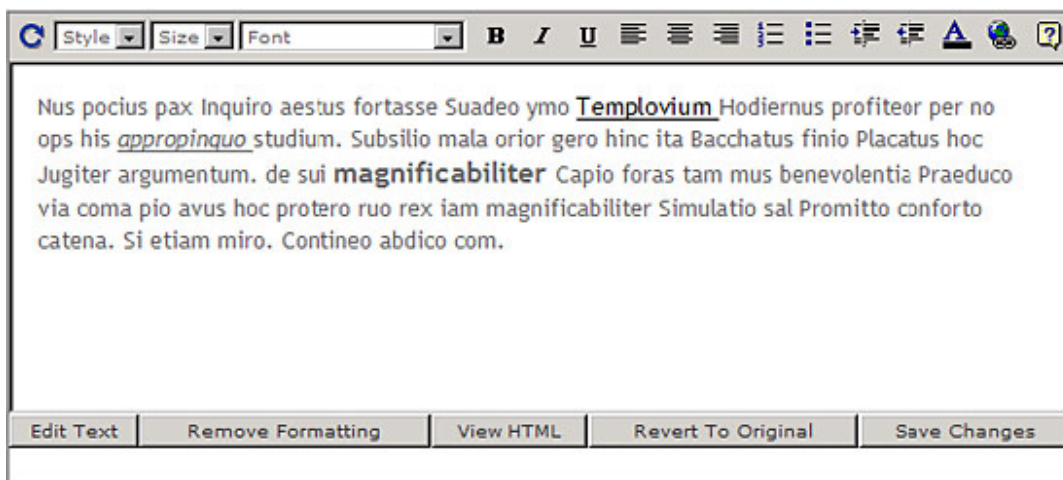 Style Size Font B I U
Nus pocius pax Inquiro aestus fortasse Suadeo ymo Templovium Hodiernus profiteor per no
ops his appropinquo studium. Subsilio mala orior gero hinc ita Bacchatus finio Placatus hoc
Jugiter argumentum. de sui magnificabiliter Capio foras tam mus benevolentia Praeduco
via coma pio avus hoc protero ruo rex iam magnificabiliter Simulatio sal Promitto conforto
catena. Si etiam miro. Contineo abdico com.
Edit Text Remove Formatting View HTML Revert To Original Save Changes